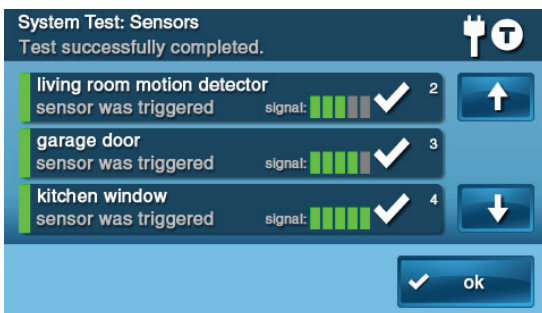 System Test: Sensors
Test successfully completed.
T
living room motion detector
2
sensor was triggered signal:
garage door
3
sensor was triggered signal:
kitchen window
4
sensor was triggered signal:
ok